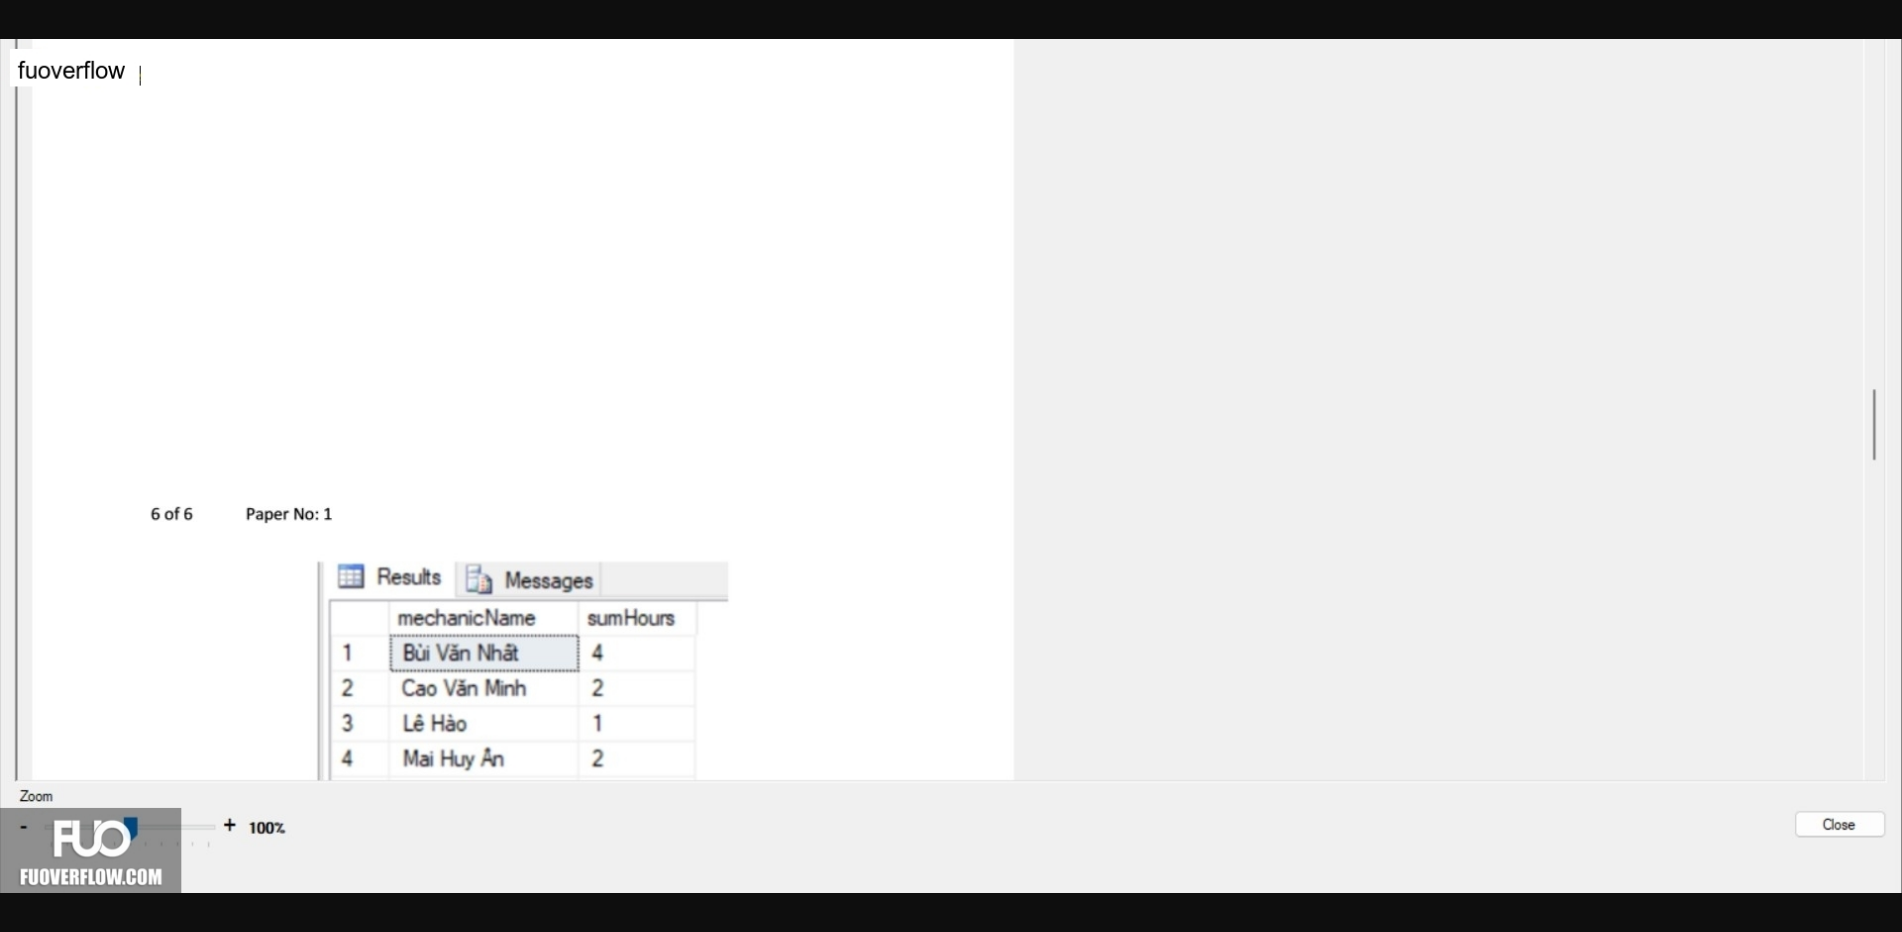 fuoverflow
6 of 6 Paper No: 1
Results Messages
mechanicName sumHours
1 Bùi Văn Nhất 4
2 Cao Văn Minh 2
3 Lê Hào 1
4 Mai Huy Ân 2
Zoom
- + 100%
Close
FUO
FUOVERFLOW.COM